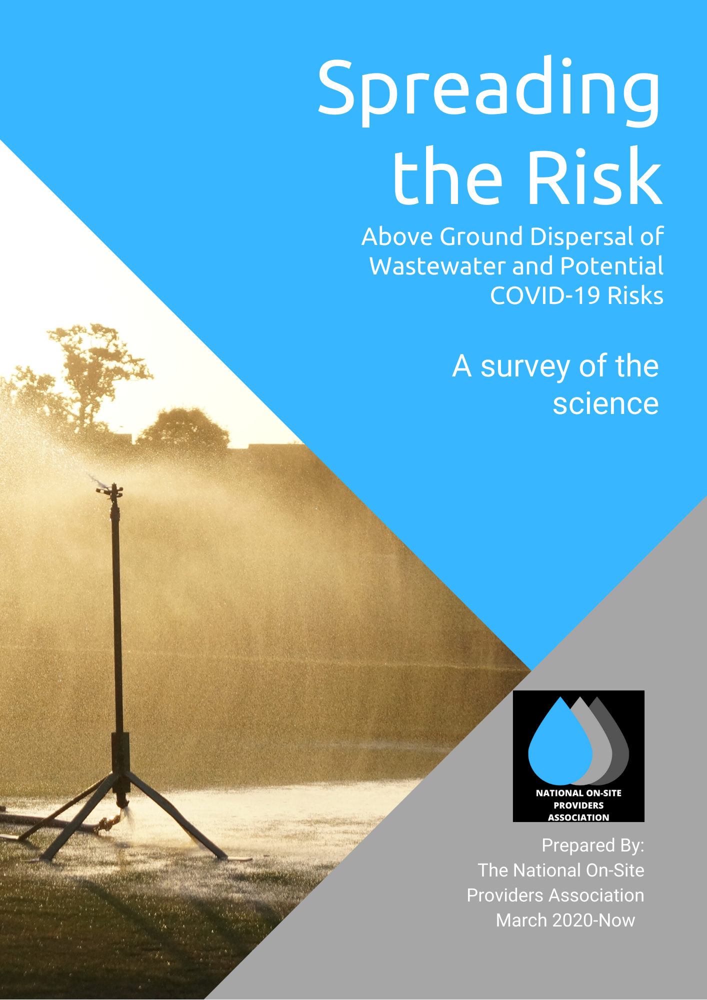 Spreading
the Risk
Above Ground Dispersal of
Wastewater and Potential
COVID-19 Risks
A survey of the
science
NATIONAL ON-SITE
PROVIDERS
ASSOCIATION
Prepared By:
The National On-Site
Providers Association
March 2020-Now